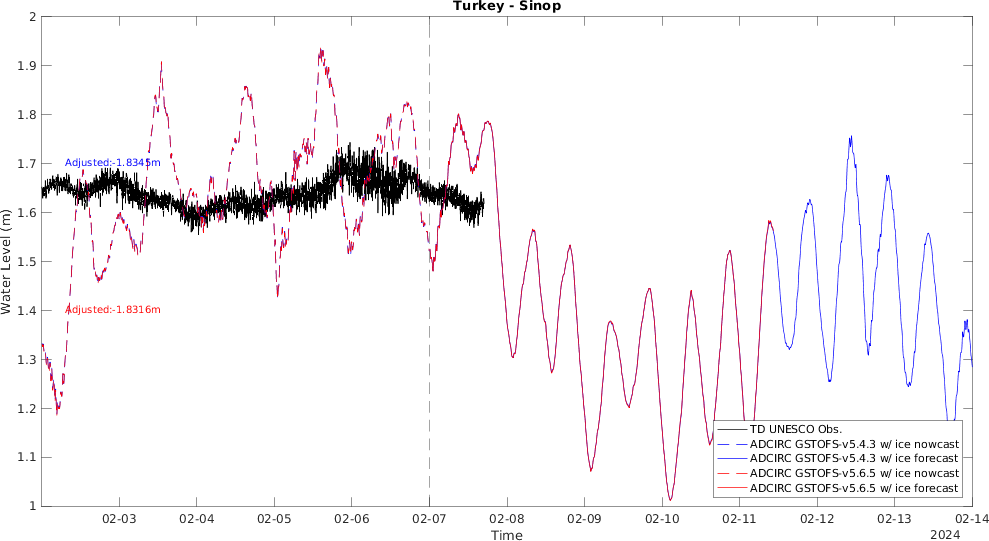 Turkey - Sinop
2
1.9
1.8
1.7
1.6
1.5
1.4
1.3
1.2
1.1
1
Water Level (m)
Adjusted:-1.8345m
Adjusted:-1.8316m
TD UNESCO Obs.
ADCIRC GSTOFS-v5.4.3 w/ ice nowcast
ADCIRC GSTOFS-v5.4.3 w/ ice forecast
ADCIRC GSTOFS-v5.6.5 w/ ice nowcast
ADCIRC GSTOFS-v5.6.5 w/ ice forecast
02-03 02-04 02-05 02-06 02-07 02-08 02-09 02-10 02-11 02-12 02-13 02-14
Time
2024